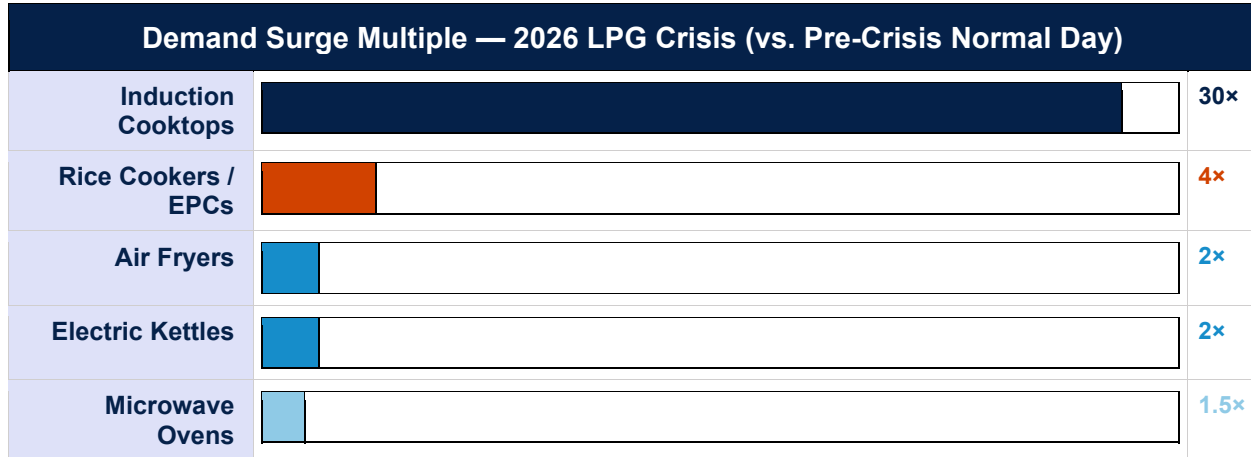 Demand Surge Multiple — 2026 LPG Crisis (vs. Pre-Crisis Normal Day)
Induction
Cooktops
30×
Rice Cookers /
EPCs
4×
Air Fryers
2×
Electric Kettles
2×
Microwave
Ovens
1.5×